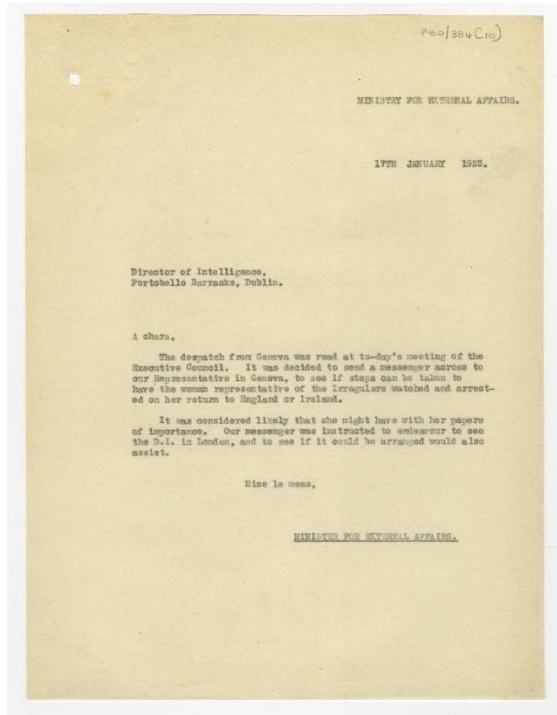 P80/384(10)
MINISTRY FOR EXTERNAL AFFAIRS.
17TH JANUARY 1923.
Director of Intelligence,
Portobello Barracks, Dublin.
A chara,
The despatch from Geneva was read at to-day's meeting of the
Executive Council. It was decided to send a messenger across to
our Representative in Geneva, to see if steps can be taken to
have the women representative of the Irregulars watched and arrest-
ed on her return to England or Ireland.
It was considered likely that she might have with her papers
of importance. Our messenger was instructed to endeavour to see
the D.I. in London, and to see if it could be arranged would also
assist.
Mise le meas,
MINISTER FOR EXTERNAL AFFAIRS.